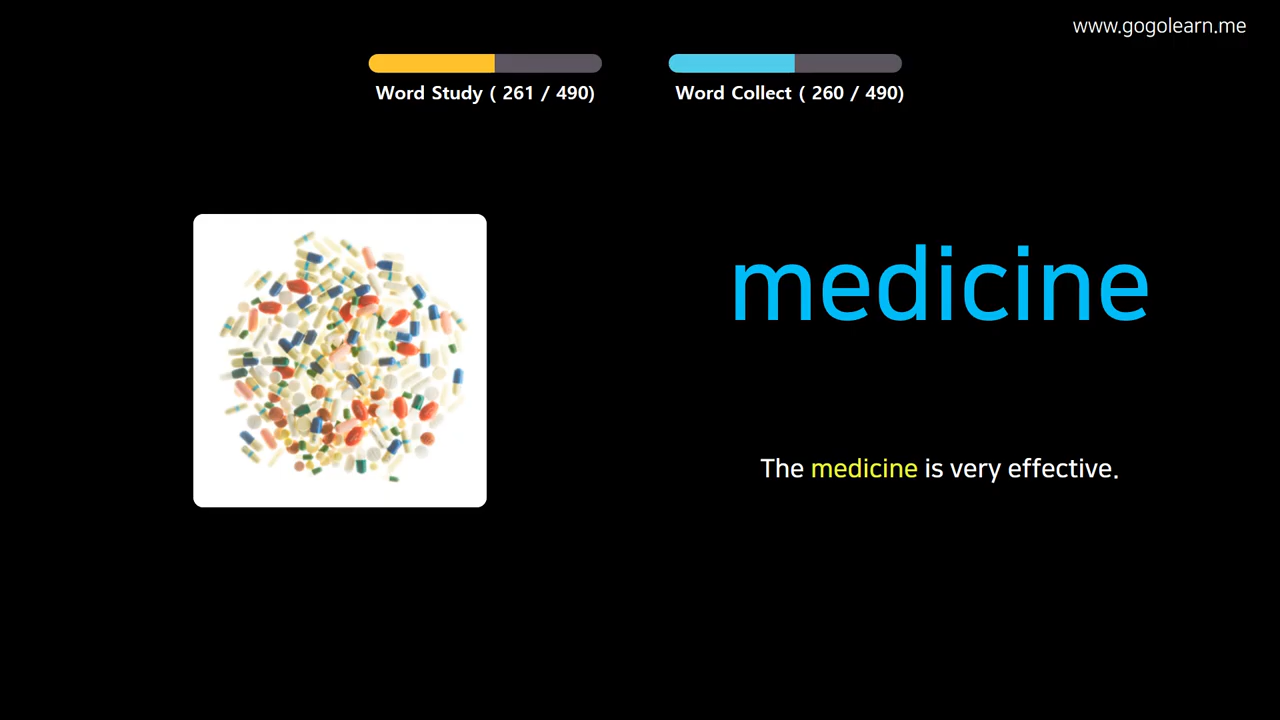 www.gogolearn.me
Word Study ( 261 / 490)
Word Collect ( 260 / 490)
medicine
The medicine is very effective.